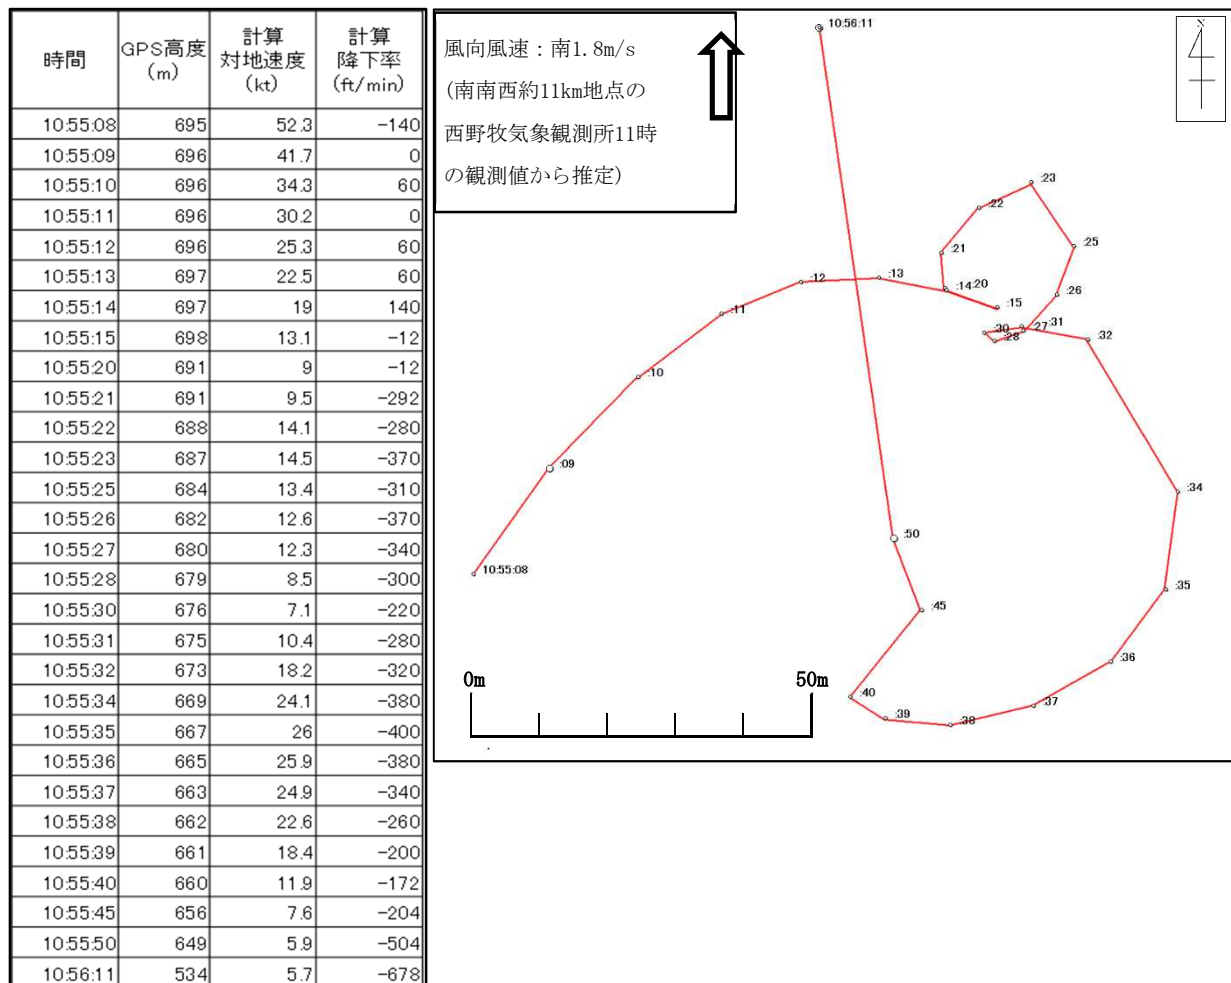 時間 GPS高度(m) 計算対地速度(kt) 計算降下率(ft/min)
10:55:08 695 52.3 -140
10:55:09 696 41.7 0
10:55:10 696 34.3 60
10:55:11 696 30.2 0
10:55:12 696 25.3 60
10:55:13 697 22.5 60
10:55:14 697 19 140
10:55:15 698 13.1 -12
10:55:20 691 9 -12
10:55:21 691 9.5 -292
10:55:22 688 14.1 -280
10:55:23 687 14.5 -370
10:55:25 684 13.4 -310
10:55:26 682 12.6 -370
10:55:27 680 12.3 -340
10:55:28 679 8.5 -300
10:55:30 676 7.1 -220
10:55:31 675 10.4 -280
10:55:32 673 18.2 -320
10:55:34 669 24.1 -380
10:55:35 667 26 -400
10:55:36 665 25.9 -380
10:55:37 663 24.9 -340
10:55:38 662 22.6 -260
10:55:39 661 18.4 -200
10:55:40 660 11.9 -172
10:55:45 656 7.6 -204
10:55:50 649 5.9 -504
10:56:11 534 5.7 -678
風向風速：南1.8m/s
(南南西約11km地点の
西野牧気象観測所11時
の観測値から推定)
10:56:11
N
:23
:22
:21
:25
:12
:13
:14
:20
:26
:15
:11
:30
:27
:31
:28
:32
:10
:09
:34
:50
10:55:08
:35
:45
:36
0m
50m
:40
:37
:39
:38